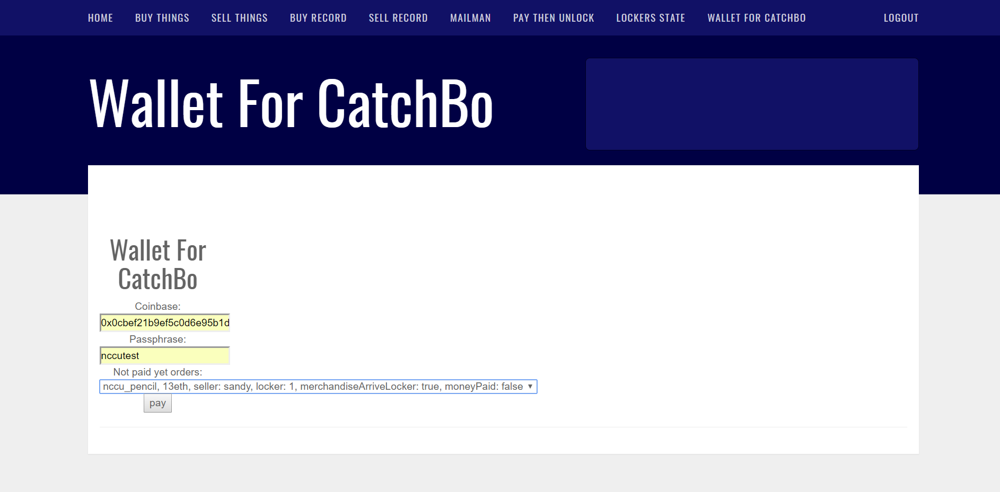 HOME BUY THINGS SELL THINGS BUY RECORD SELL RECORD MAILMAN PAY THEN UNLOCK LOCKERS STATE WALLET FOR CATCHBO LOGOUT
Wallet For CatchBo
Wallet For
CatchBo
Coinbase:
0x0cbef21b9ef5c0d6e95b1d
Passphrase:
nccutest
Not paid yet orders:
nccu_pencil, 13eth, seller: sandy, locker: 1, merchandiseArriveLocker: true, moneyPaid: false
pay